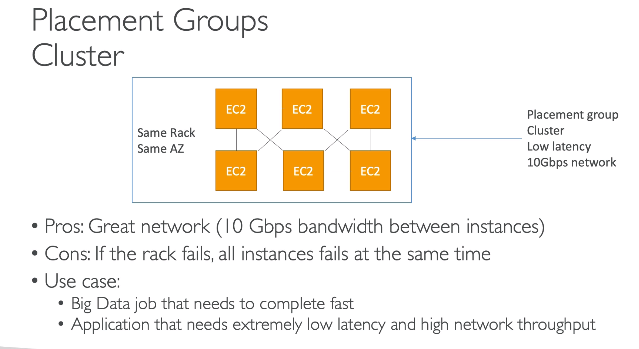 Placement Groups
Cluster
EC2 EC2 EC2
Same Rack
Same AZ
EC2 EC2 EC2
Placement group
Cluster
Low latency
10Gbps network
• Pros: Great network (10 Gbps bandwidth between instances)
• Cons: If the rack fails, all instances fails at the same time
• Use case:
• Big Data job that needs to complete fast
• Application that needs extremely low latency and high network throughput